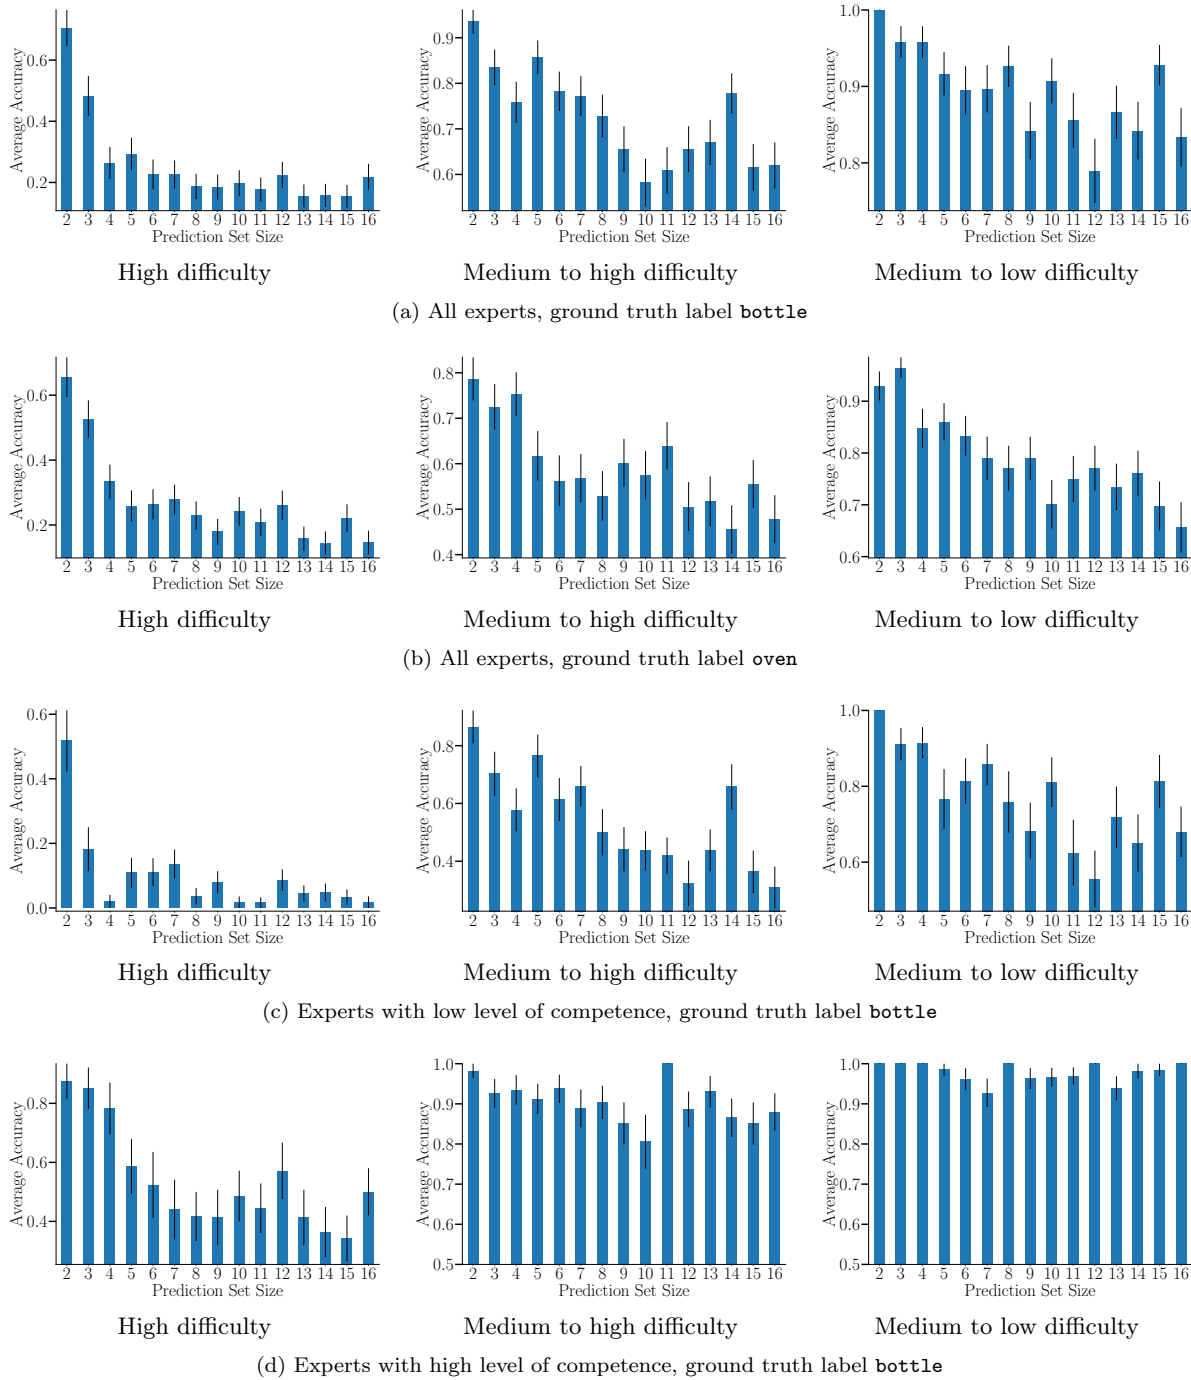 Average Accuracy
0.6
0.4
0.2
2 3 4 5 6 7 8 9 10 11 12 13 14 15 16
Prediction Set Size
High difficulty
Average Accuracy
0.9
0.8
0.7
0.6
2 3 4 5 6 7 8 9 10 11 12 13 14 15 16
Prediction Set Size
Medium to high difficulty
Average Accuracy
1.0
0.9
0.8
2 3 4 5 6 7 8 9 10 11 12 13 14 15 16
Prediction Set Size
Medium to low difficulty
(a) All experts, ground truth label bottle
Average Accuracy
0.6
0.4
0.2
2 3 4 5 6 7 8 9 10 11 12 13 14 15 16
Prediction Set Size
High difficulty
Average Accuracy
0.8
0.7
0.6
0.5
0.4
2 3 4 5 6 7 8 9 10 11 12 13 14 15 16
Prediction Set Size
Medium to high difficulty
Average Accuracy
0.9
0.8
0.7
0.6
2 3 4 5 6 7 8 9 10 11 12 13 14 15 16
Prediction Set Size
Medium to low difficulty
(b) All experts, ground truth label oven
Average Accuracy
0.6
0.4
0.2
0.0
2 3 4 5 6 7 8 9 10 11 12 13 14 15 16
Prediction Set Size
High difficulty
Average Accuracy
0.8
0.6
0.4
2 3 4 5 6 7 8 9 10 11 12 13 14 15 16
Prediction Set Size
Medium to high difficulty
Average Accuracy
1.0
0.8
0.6
2 3 4 5 6 7 8 9 10 11 12 13 14 15 16
Prediction Set Size
Medium to low difficulty
(c) Experts with low level of competence, ground truth label bottle
Average Accuracy
0.8
0.6
0.4
2 3 4 5 6 7 8 9 10 11 12 13 14 15 16
Prediction Set Size
High difficulty
Average Accuracy
1.0
0.9
0.8
0.7
0.6
0.5
2 3 4 5 6 7 8 9 10 11 12 13 14 15 16
Prediction Set Size
Medium to high difficulty
Average Accuracy
1.0
0.9
0.8
0.7
0.6
0.5
2 3 4 5 6 7 8 9 10 11 12 13 14 15 16
Prediction Set Size
Medium to low difficulty
(d) Experts with high level of competence, ground truth label bottle